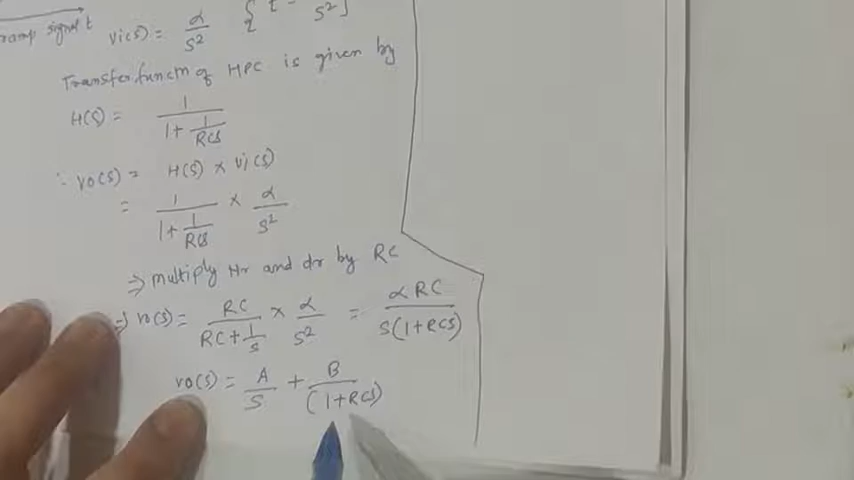 ramp signal t
Vi(s) = α/s² { t - s² }
Transfer functn of HPC is given by
H(s) = 1/(1+1/RCs)
∴ Vo(s) = H(s) × Vi(s)
= 1/(1+1/RCs) × α/s²
⇒ multiply Nr and dr by RC
⇒ Vo(s) = RC/(RC+1/s) × α/s² = αRC/(s(1+RCs))
Vo(s) = A/s + B/(1+RCs)